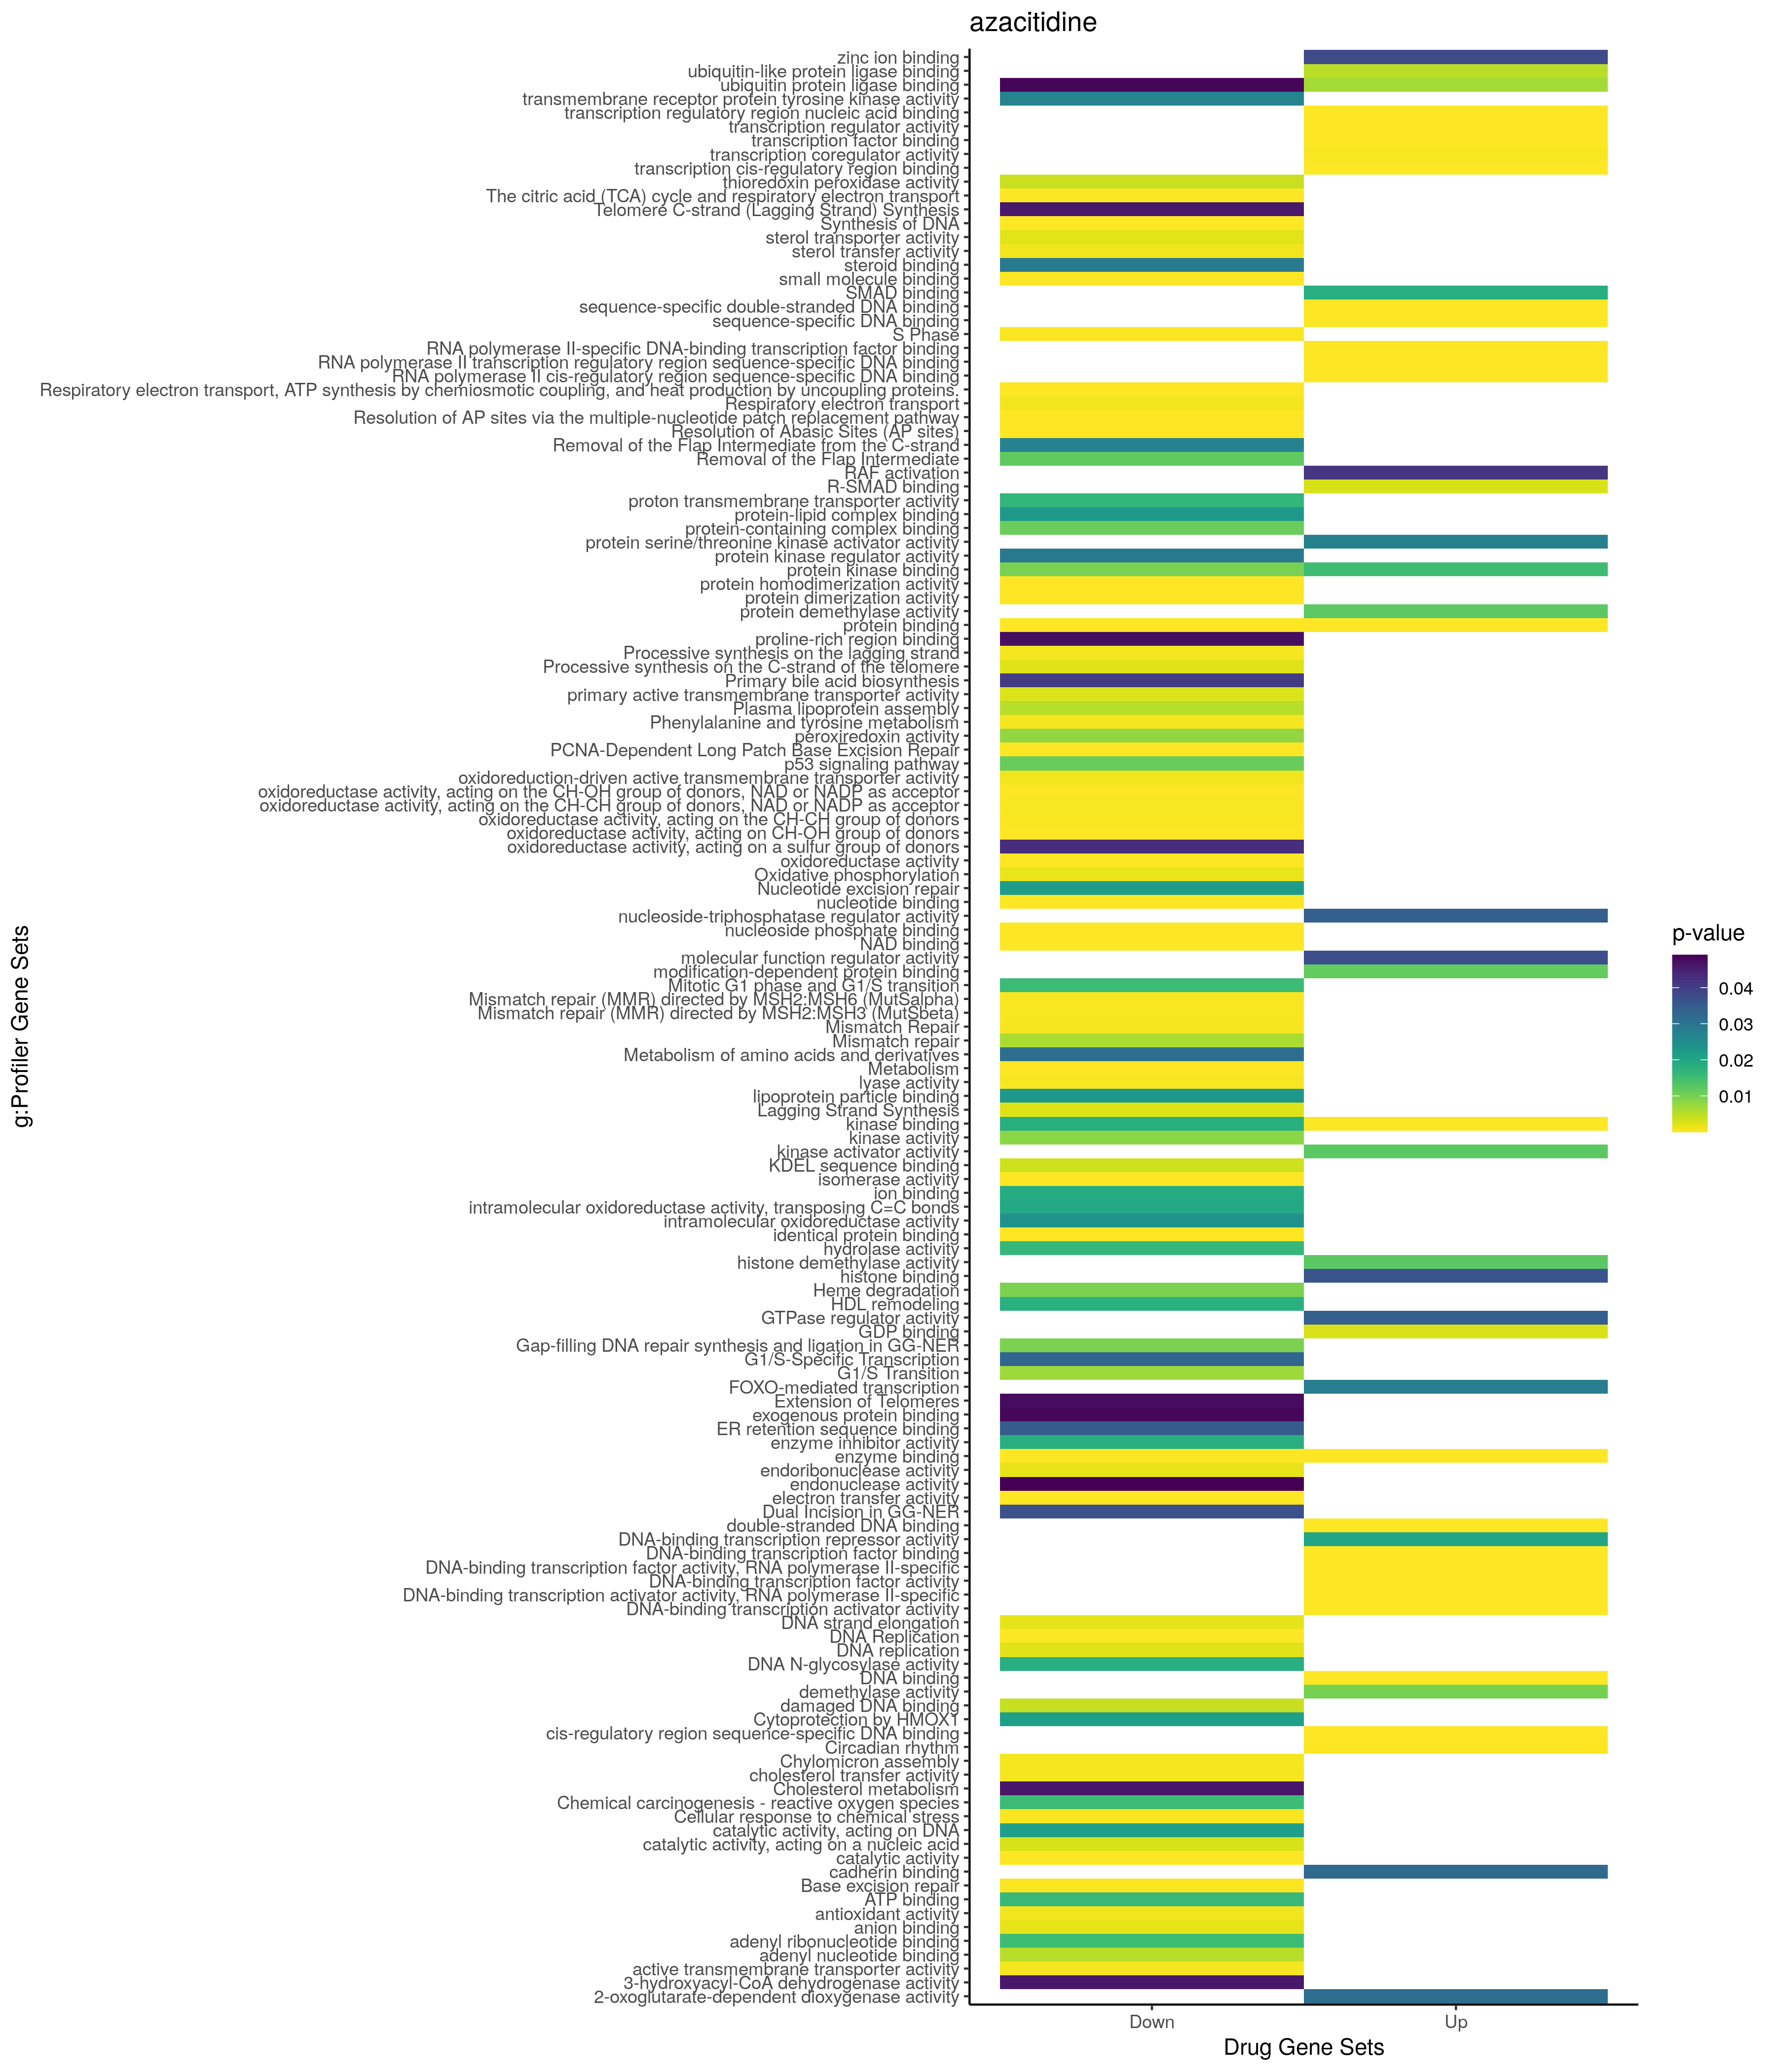 azacitidine
zinc ion binding
ubiquitin-like protein ligase binding
ubiquitin protein ligase binding
transmembrane receptor protein tyrosine kinase activity
transcription regulatory region nucleic acid binding
transcription regulator activity
transcription factor binding
transcription coregulator activity
transcription cis-regulatory region binding
thioredoxin peroxidase activity
The citric acid (TCA) cycle and respiratory electron transport
Telomere C-strand (Lagging Strand) Synthesis
Synthesis of DNA
sterol transporter activity
sterol transfer activity
steroid binding
small molecule binding
SMAD binding
sequence-specific double-stranded DNA binding
sequence-specific DNA binding
S Phase
RNA polymerase II-specific DNA-binding transcription factor binding
RNA polymerase II transcription regulatory region sequence-specific DNA binding
RNA polymerase II cis-regulatory region sequence-specific DNA binding
Respiratory electron transport, ATP synthesis by chemiosmotic coupling, and heat production by uncoupling proteins.
Respiratory electron transport
Resolution of AP sites via the multiple-nucleotide patch replacement pathway
Resolution of Abasic Sites (AP sites)
Removal of the Flap Intermediate from the C-strand
Removal of the Flap Intermediate
RAF activation
R-SMAD binding
proton transmembrane transporter activity
protein-lipid complex binding
protein-containing complex binding
protein serine/threonine kinase activator activity
protein kinase regulator activity
protein kinase binding
protein homodimerization activity
protein dimerization activity
protein demethylase activity
protein binding
proline-rich region binding
Processive synthesis on the lagging strand
Processive synthesis on the C-strand of the telomere
Primary bile acid biosynthesis
primary active transmembrane transporter activity
Plasma lipoprotein assembly
Phenylalanine and tyrosine metabolism
peroxiredoxin activity
PCNA-Dependent Long Patch Base Excision Repair
p53 signaling pathway
oxidoreduction-driven active transmembrane transporter activity
oxidoreductase activity, acting on the CH-OH group of donors, NAD or NADP as acceptor
oxidoreductase activity, acting on the CH-CH group of donors, NAD or NADP as acceptor
oxidoreductase activity, acting on the CH-CH group of donors
oxidoreductase activity, acting on CH-OH group of donors
oxidoreductase activity, acting on a sulfur group of donors
oxidoreductase activity
Oxidative phosphorylation
Nucleotide excision repair
nucleotide binding
nucleoside-triphosphatase regulator activity
nucleoside phosphate binding
NAD binding
molecular function regulator activity
modification-dependent protein binding
Mitotic G1 phase and G1/S transition
Mismatch repair (MMR) directed by MSH2:MSH6 (MutSalpha)
Mismatch repair (MMR) directed by MSH2:MSH3 (MutSbeta)
Mismatch Repair
Mismatch repair
Metabolism of amino acids and derivatives
Metabolism
lyase activity
lipoprotein particle binding
Lagging Strand Synthesis
kinase binding
kinase activity
kinase activator activity
KDEL sequence binding
isomerase activity
ion binding
intramolecular oxidoreductase activity, transposing C=C bonds
intramolecular oxidoreductase activity
identical protein binding
hydrolase activity
histone demethylase activity
histone binding
Heme degradation
HDL remodeling
GTPase regulator activity
GDP binding
Gap-filling DNA repair synthesis and ligation in GG-NER
G1/S-Specific Transcription
G1/S Transition
FOXO-mediated transcription
Extension of Telomeres
exogenous protein binding
ER retention sequence binding
enzyme inhibitor activity
enzyme binding
endoribonuclease activity
endonuclease activity
electron transfer activity
Dual Incision in GG-NER
double-stranded DNA binding
DNA-binding transcription repressor activity
DNA-binding transcription factor binding
DNA-binding transcription factor activity, RNA polymerase II-specific
DNA-binding transcription factor activity
DNA-binding transcription activator activity, RNA polymerase II-specific
DNA-binding transcription activator activity
DNA strand elongation
DNA Replication
DNA replication
DNA N-glycosylase activity
DNA binding
demethylase activity
damaged DNA binding
Cytoprotection by HMOX1
cis-regulatory region sequence-specific DNA binding
Circadian rhythm
Chylomicron assembly
cholesterol transfer activity
Cholesterol metabolism
Chemical carcinogenesis - reactive oxygen species
Cellular response to chemical stress
catalytic activity, acting on DNA
catalytic activity, acting on a nucleic acid
catalytic activity
cadherin binding
Base excision repair
ATP binding
antioxidant activity
anion binding
adenyl ribonucleotide binding
adenyl nucleotide binding
active transmembrane transporter activity
3-hydroxyacyl-CoA dehydrogenase activity
2-oxoglutarate-dependent dioxygenase activity
g:Profiler Gene Sets
Down
Up
Drug Gene Sets
p-value
0.04
0.03
0.02
0.01